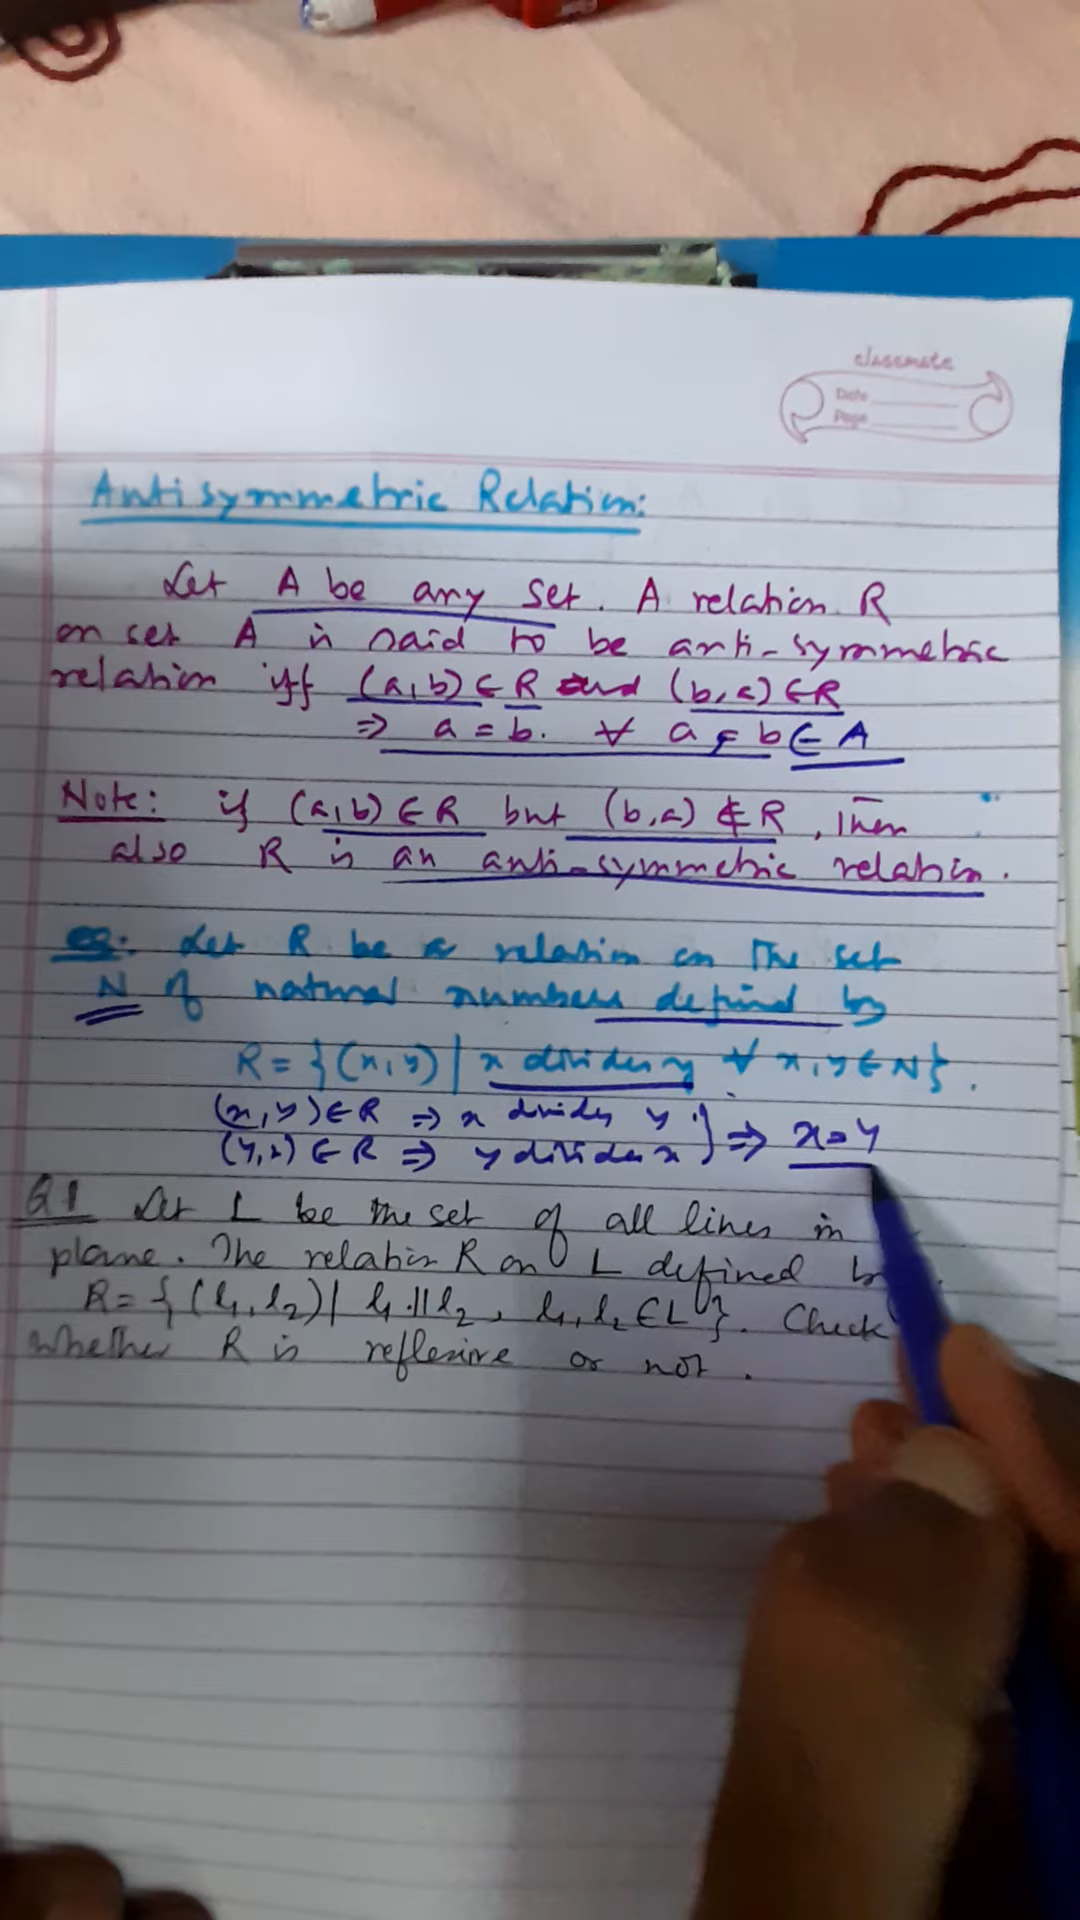 classmate
Date
Page
Antisymmetric Relation:
Let A be any set. A relation R
on set A is said to be anti-symmetric
relation iff (a,b) ∈ R and (b,a) ∈ R
⇒ a = b. ∀ a, b ∈ A
Note: if (a,b) ∈ R but (b,a) ∉ R, Then
also R is an anti-symmetric relation.
eg: Let R be a relation on The set
N of natural numbers defined by
R = {(x,y) | x divides y ∀ x,y ∈ N}.
(x,y) ∈ R ⇒ x divides y } ⇒ x = y
(y,x) ∈ R ⇒ y divides x
Q1 Let L be the set of all lines in
plane. The relation R on L defined
R = {(l₁, l₂) | l₁ || l₂, l₁, l₂ ∈ L}. Check
whether R is reflexive or not.